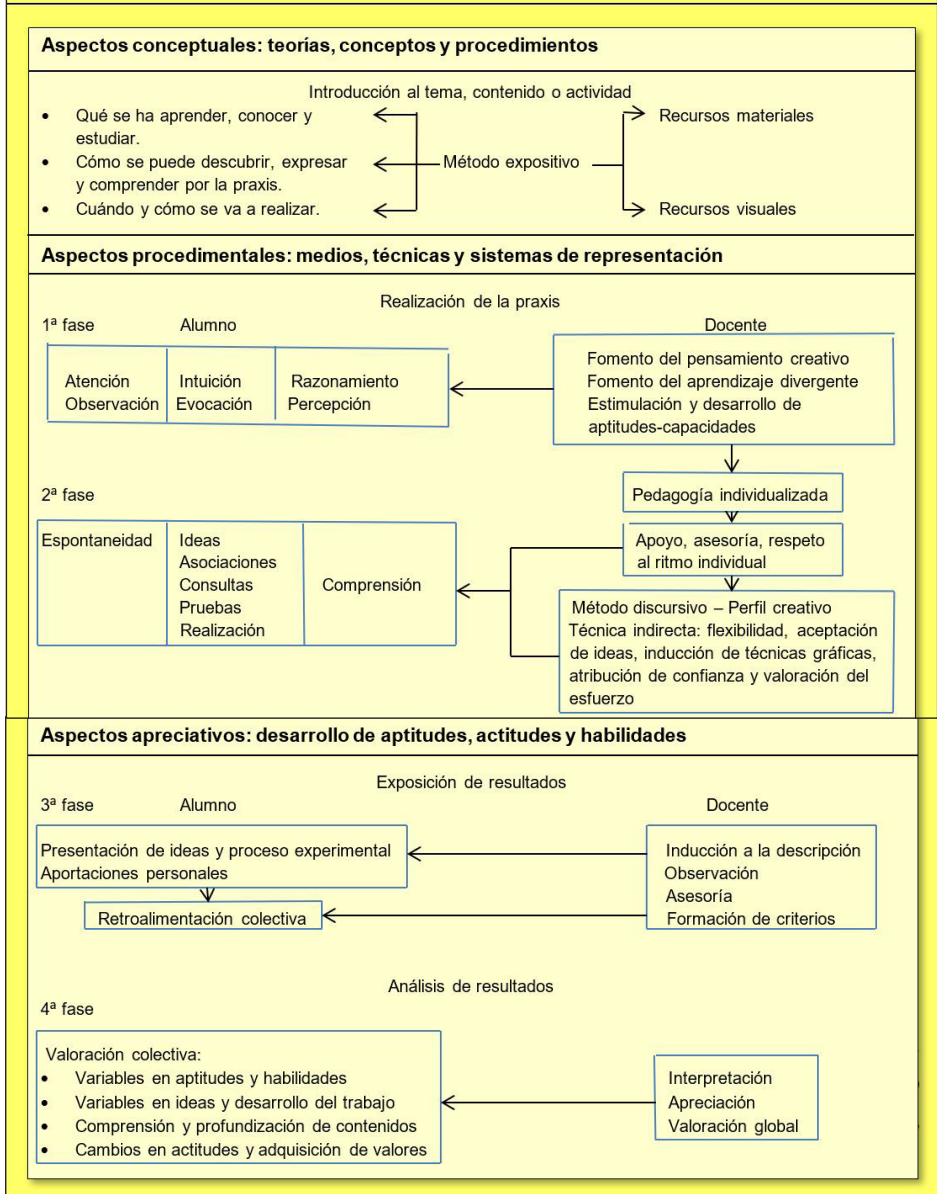 Aspectos conceptuales: teorías, conceptos y procedimientos
Introducción al tema, contenido o actividad
• Qué se ha aprender, conocer y
estudiar.
• Cómo se puede descubrir, expresar
y comprender por la praxis.
• Cuándo y cómo se va a realizar.
Método expositivo
Recursos materiales
Recursos visuales
Aspectos procedimentales: medios, técnicas y sistemas de representación
Realización de la praxis
1ª fase
Alumno
Docente
Atención
Observación
Intuición
Evocación
Razonamiento
Percepción
Fomento del pensamiento creativo
Fomento del aprendizaje divergente
Estimulación y desarrollo de
aptitudes-capacidades
Pedagogía individualizada
2ª fase
Espontaneidad
Ideas
Asociaciones
Consultas
Pruebas
Realización
Comprensión
Apoyo, asesoría, respeto
al ritmo individual
Método discursivo – Perfil creativo
Técnica indirecta: flexibilidad, aceptación
de ideas, inducción de técnicas gráficas,
atribución de confianza y valoración del
esfuerzo
Aspectos apreciativos: desarrollo de aptitudes, actitudes y habilidades
Exposición de resultados
3ª fase
Alumno
Docente
Presentación de ideas y proceso experimental
Aportaciones personales
Retroalimentación colectiva
Inducción a la descripción
Observación
Asesoría
Formación de criterios
Análisis de resultados
4ª fase
Valoración colectiva:
• Variables en aptitudes y habilidades
• Variables en ideas y desarrollo del trabajo
• Comprensión y profundización de contenidos
• Cambios en actitudes y adquisición de valores
Interpretación
Apreciación
Valoración global